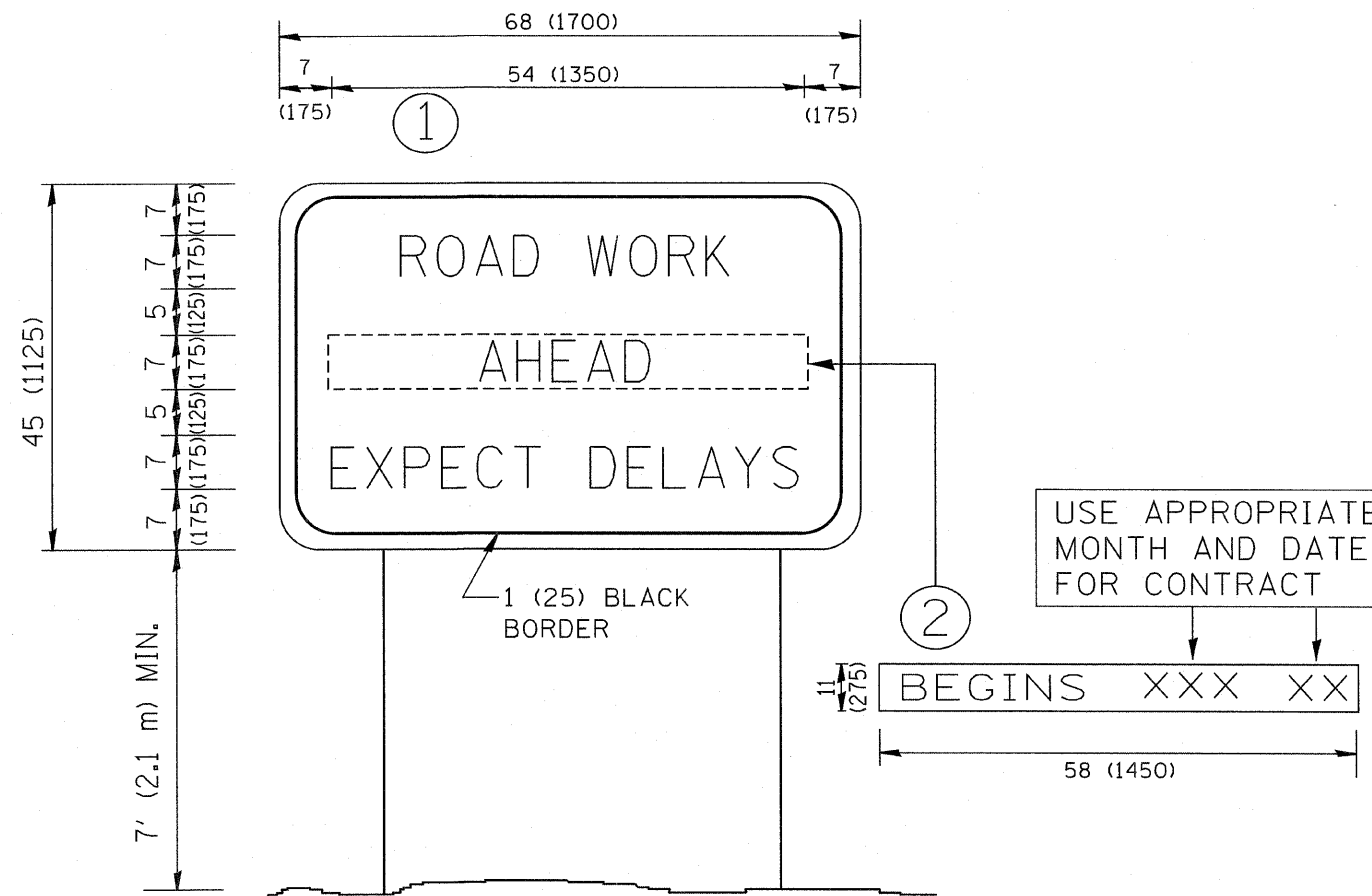 68 (1700)
7 54 (1350) 7
(175) (175)
1
45 (1125)
7 (175)
7 (175)
5 (125)
7 (175)
5 (125)
7 (175)
7 (175)
ROAD WORK
AHEAD
EXPECT DELAYS
1 (25) BLACK
BORDER
7' (2.1 m) MIN.
USE APPROPRIATE
MONTH AND DATE
FOR CONTRACT
2
11
(275)
BEGINS XXX XX
58 (1450)